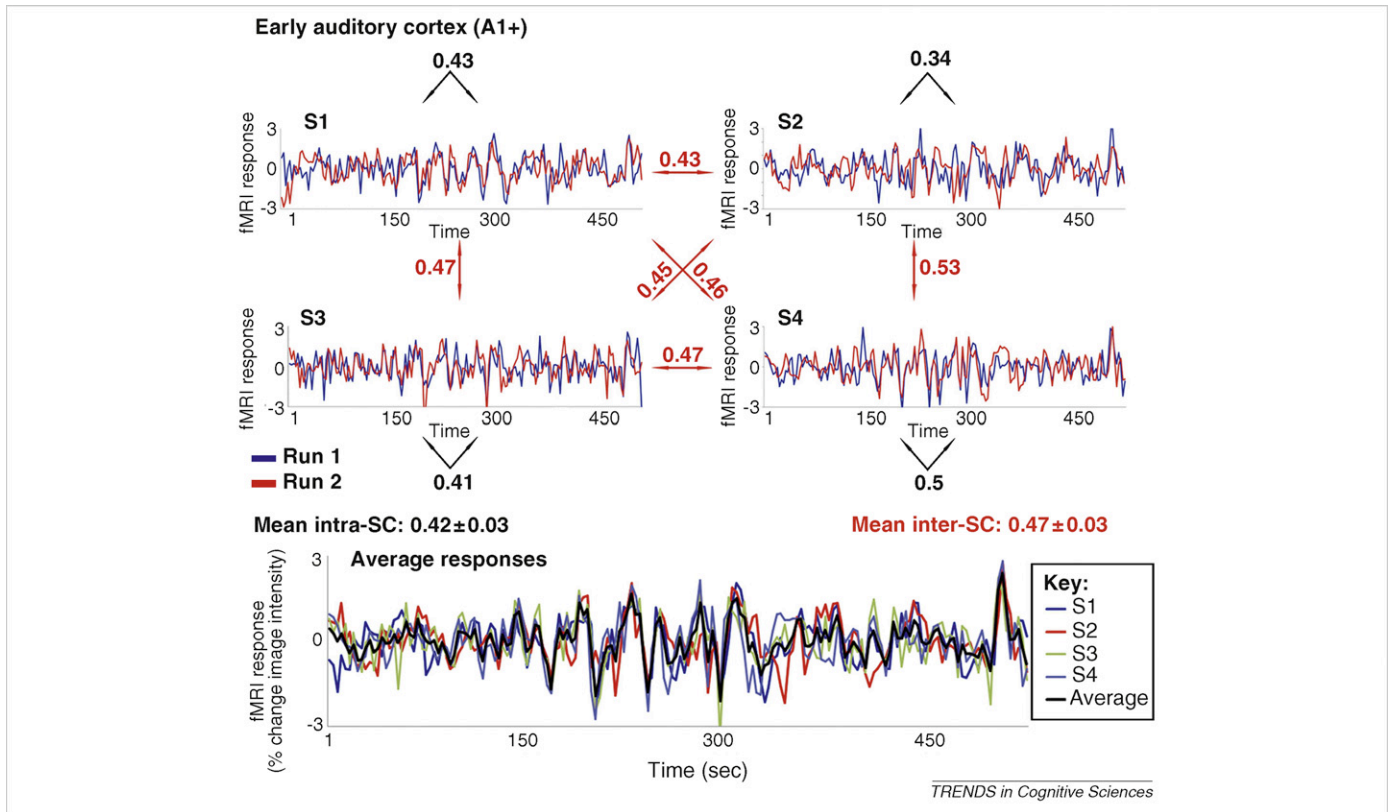 Early auditory cortex (A1+)
0.43
0.34
S1
S2
fMRI response
3
0
-3
1
150
300
450
Time
0.43
fMRI response
3
0
-3
1
150
300
450
Time
0.47
0.45
0.46
0.53
S3
S4
fMRI response
3
0
-3
150
300
450
Time
0.47
fMRI response
3
0
-3
1
150
300
450
Time
Run 1
Run 2
0.41
0.5
Mean intra-SC: 0.42±0.03
Mean inter-SC: 0.47±0.03
Average responses
fMRI response
(% change image intensity)
3
0
-3
1
150
300
450
Time (sec)
Key:
S1
S2
S3
S4
Average
TRENDS in Cognitive Sciences